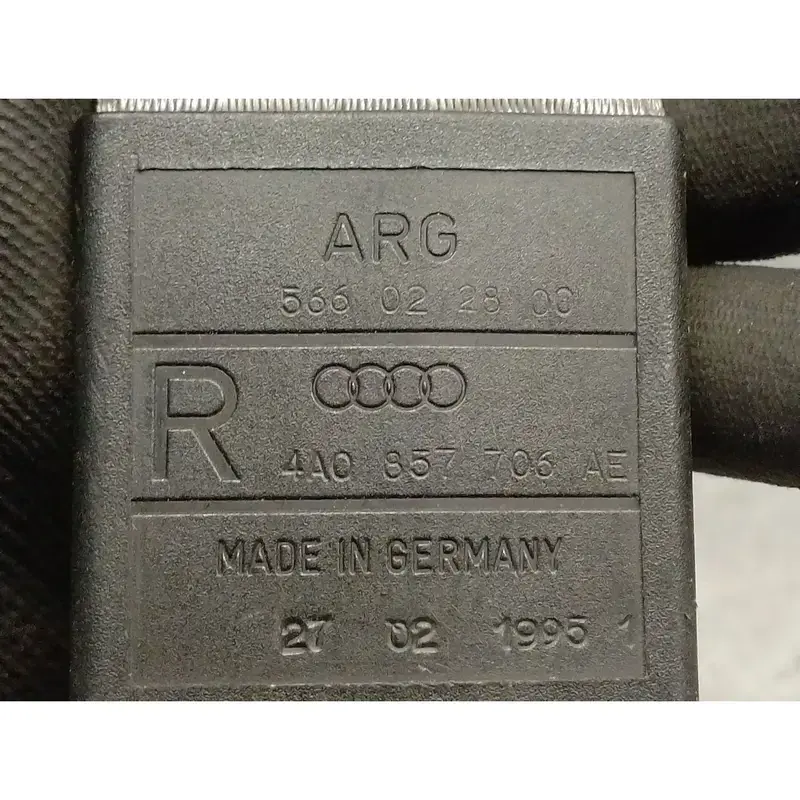 ARG
566 02 28 00
R
4A0 857 706 AE
MADE IN GERMANY
27 02 1995 1